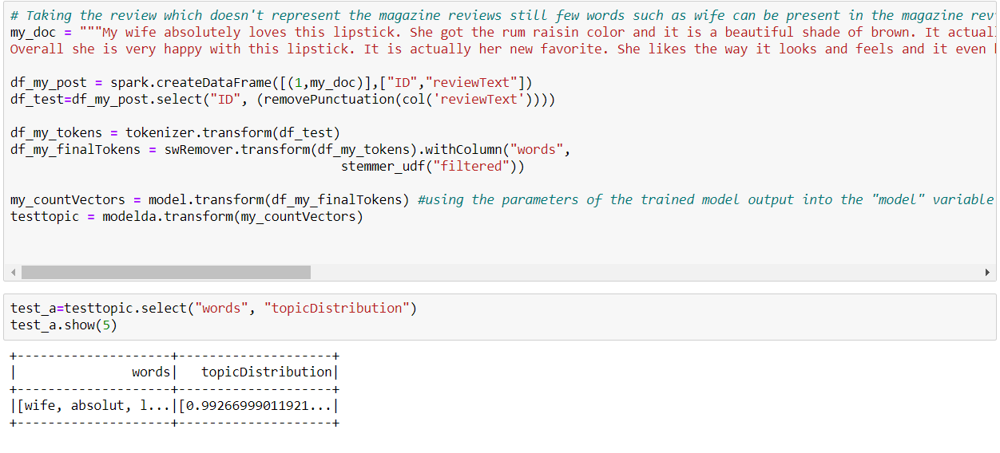 # Taking the review which doesn't represent the magazine reviews still few words such as wife can be present in the magazine rev
my_doc = """My wife absolutely loves this lipstick. She got the rum raisin color and it is a beautiful shade of brown. It actual
Overall she is very happy with this lipstick. It is actually her new favorite. She likes the way it looks and feels and it even
df_my_post = spark.createDataFrame([(1,my_doc)],["ID","reviewText"])
df_test=df_my_post.select("ID", (removePunctuation(col('reviewText'))))
df_my_tokens = tokenizer.transform(df_test)
df_my_finalTokens = swRemover.transform(df_my_tokens).withColumn("words",
stemmer_udf("filtered"))
my_countVectors = model.transform(df_my_finalTokens) #using the parameters of the trained model output into the "model" variable
testtopic = modelda.transform(my_countVectors)
test_a=testtopic.select("words", "topicDistribution")
test_a.show(5)
+--------------------+--------------------+
|               words|   topicDistribution|
+--------------------+--------------------+
|[wife, absolut, l...|[0.99266999011921...|
+--------------------+--------------------+